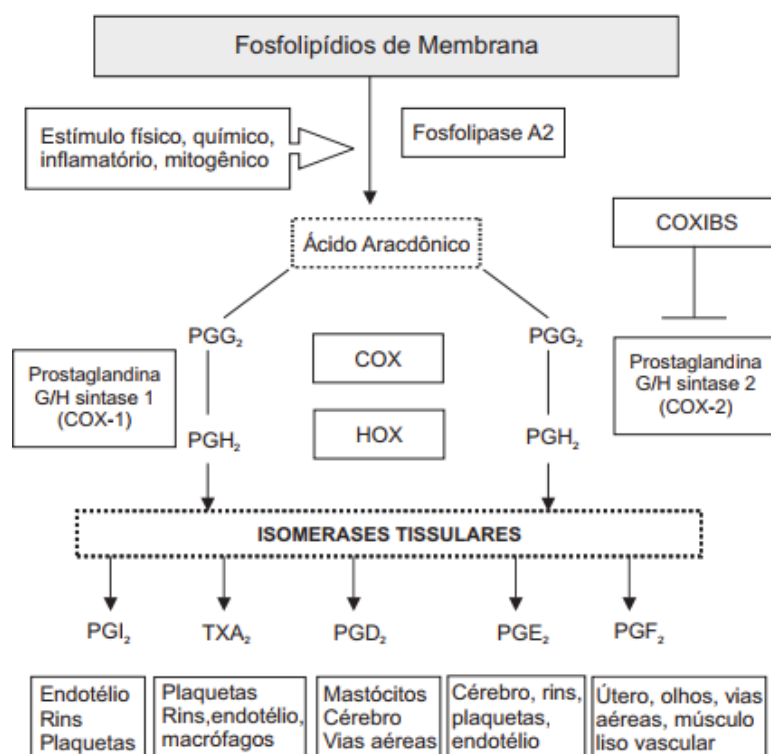 Fosfolipídios de Membrana
Estímulo físico, químico,
inflamatório, mitogênico
Fosfolipase A2
COXIBS
Ácido Aracdônico
PGG₂
PGG₂
COX
Prostaglandina
G/H sintase 1
(COX-1)
Prostaglandina
G/H sintase 2
(COX-2)
HOX
PGH₂
PGH₂
ISOMERASES TISSULARES
PGI₂
TXA₂
PGD₂
PGE₂
PGF₂
Endotélio
Rins
Plaquetas
Plaquetas
Rins,endotélio,
macrófagos
Mastócitos
Cérebro
Vias aéreas
Cérebro, rins,
plaquetas,
endotélio
Útero, olhos, vias
aéreas, músculo
liso vascular